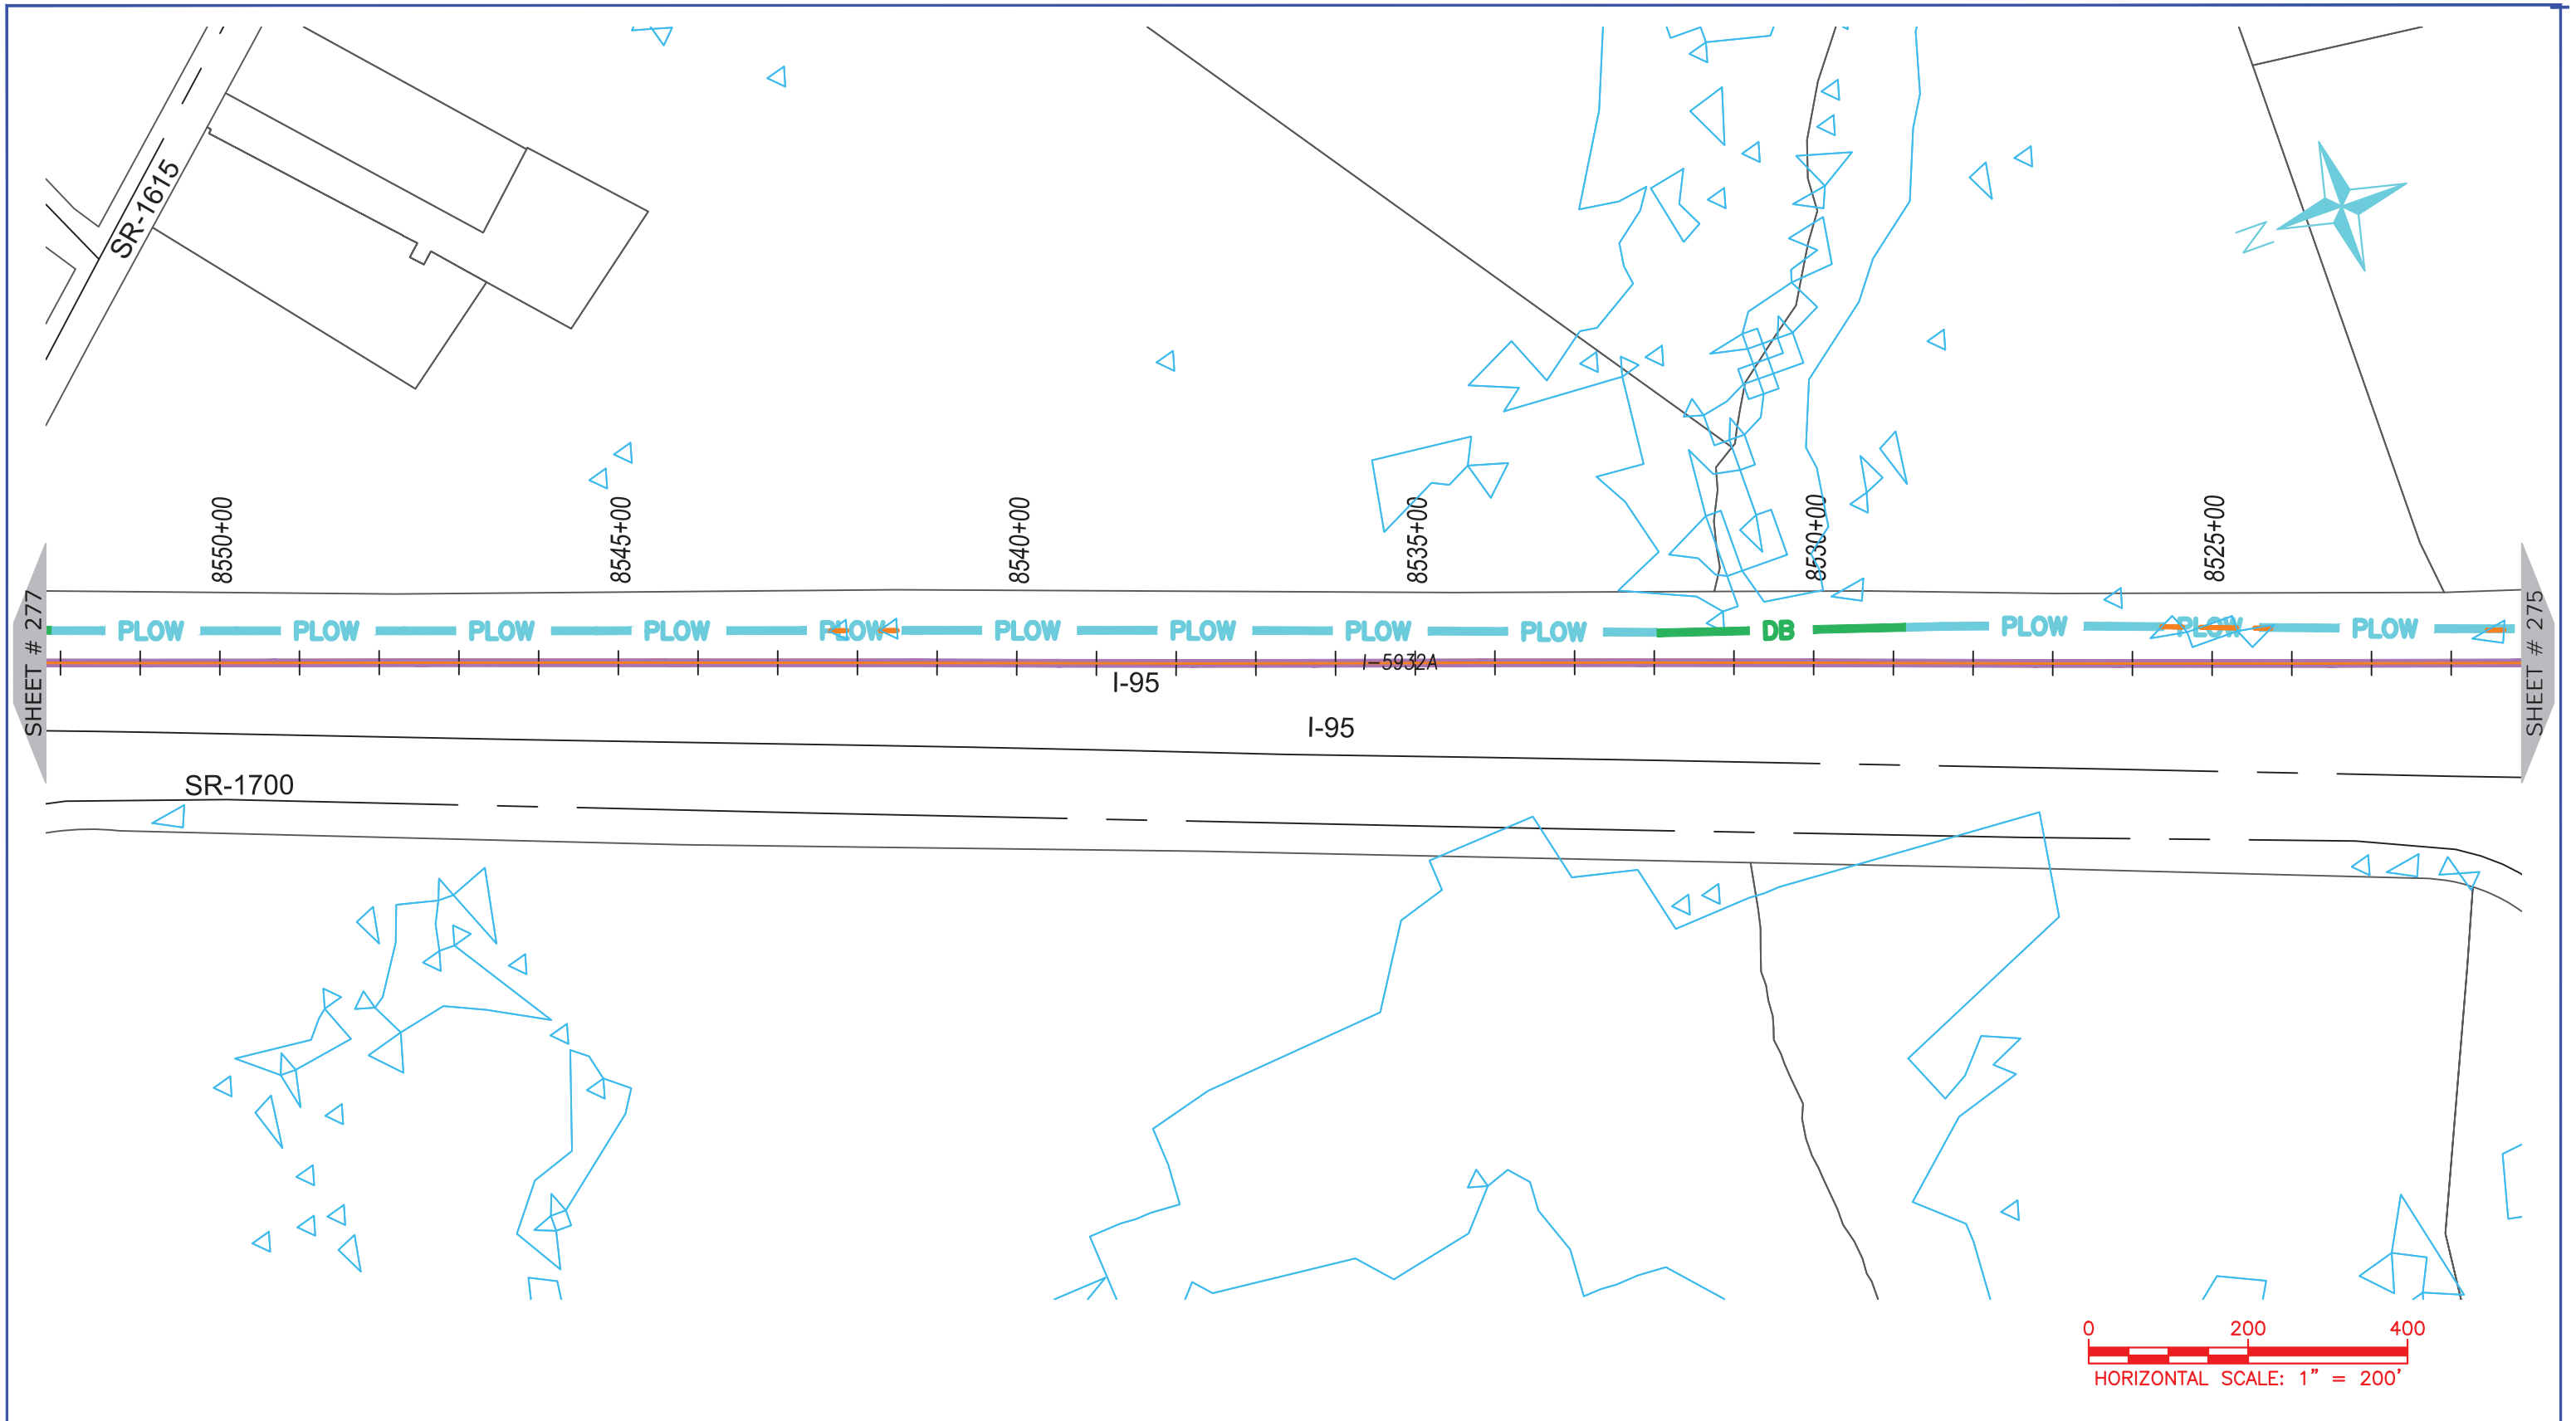 SR-1615
N
8550+00
8545+00
8540+00
8535+00
8530+00
8525+00
SHEET # 277
PLOW PLOW PLOW PLOW PLOW PLOW PLOW PLOW PLOW DB PLOW PLOW PLOW
SHEET # 275
I-5932A
I-95
I-95
SR-1700
0 200 400
HORIZONTAL SCALE: 1" = 200'